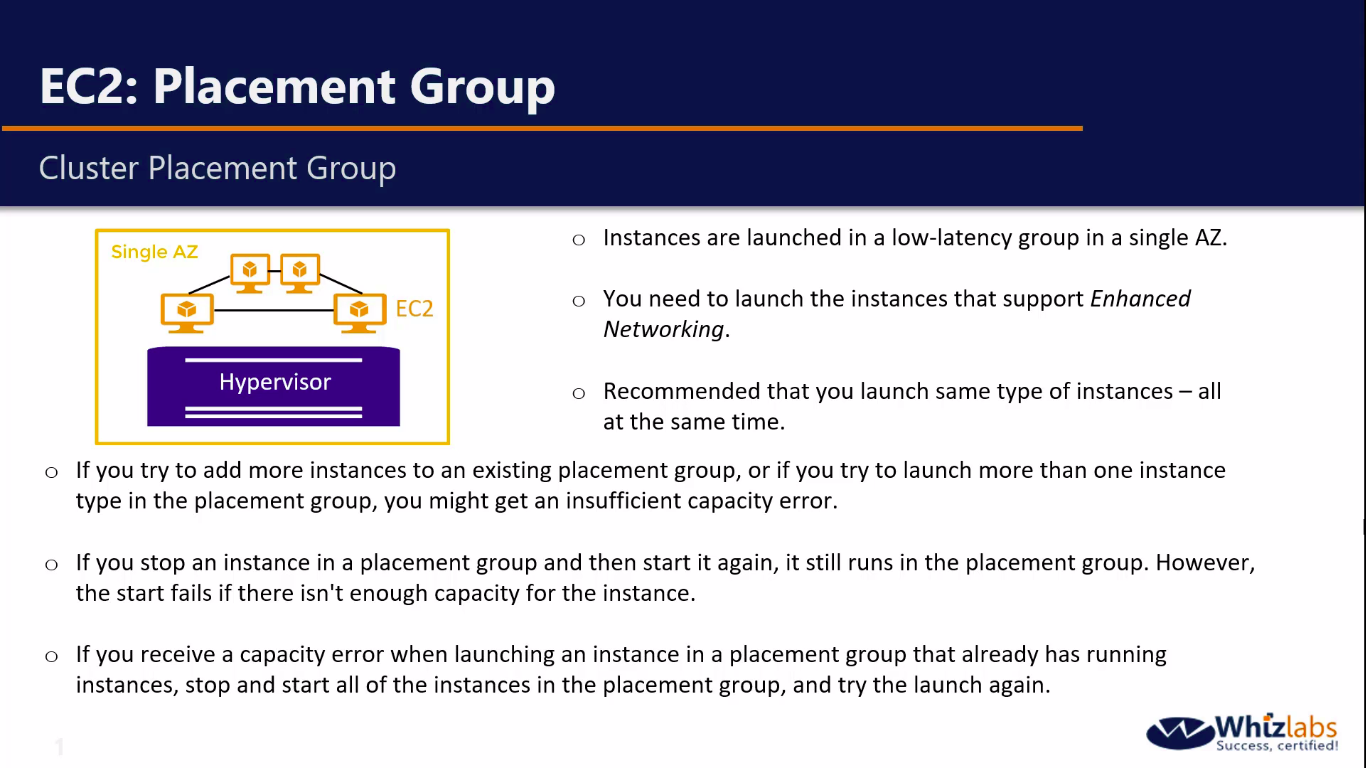 EC2: Placement Group
Cluster Placement Group
Single AZ
EC2
Hypervisor
o Instances are launched in a low-latency group in a single AZ.
o You need to launch the instances that support Enhanced
Networking.
o Recommended that you launch same type of instances – all
at the same time.
o If you try to add more instances to an existing placement group, or if you try to launch more than one instance
type in the placement group, you might get an insufficient capacity error.
o If you stop an instance in a placement group and then start it again, it still runs in the placement group. However,
the start fails if there isn't enough capacity for the instance.
o If you receive a capacity error when launching an instance in a placement group that already has running
instances, stop and start all of the instances in the placement group, and try the launch again.
1
Whizlabs
Success, certified!